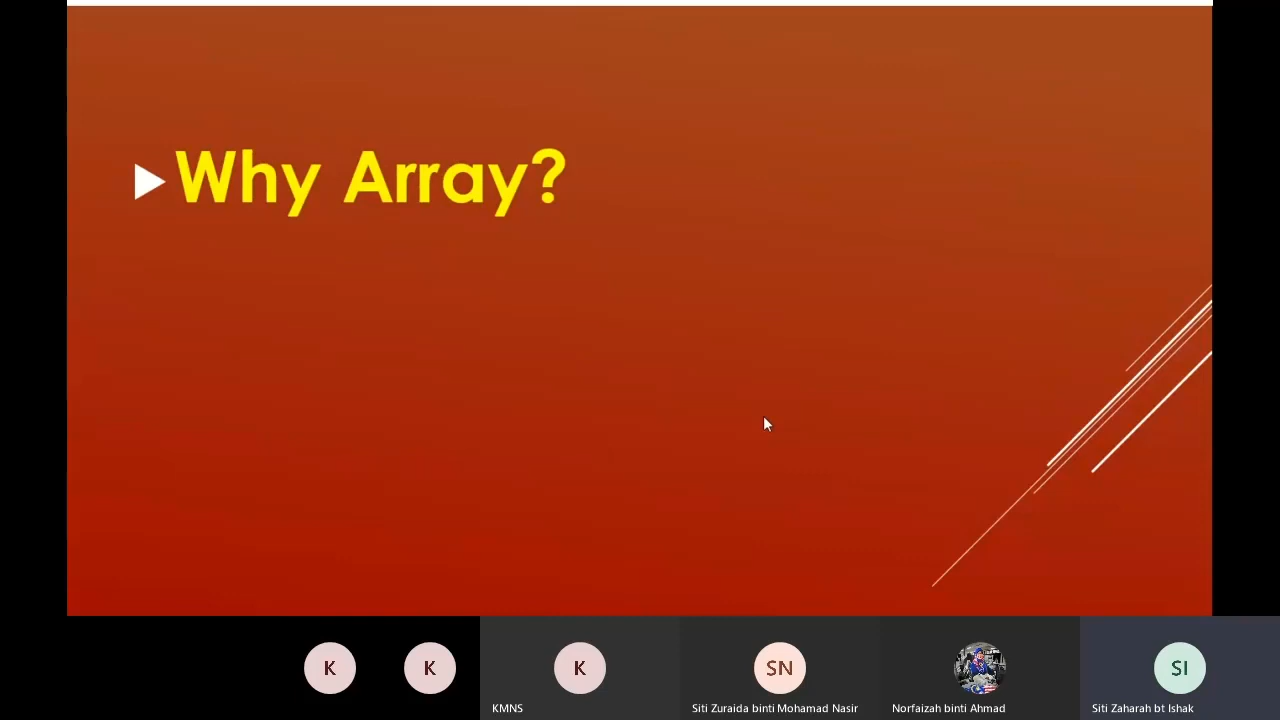 Why Array?
K
K
K
SN
SI
KMNS
Siti Zuraida binti Mohamad Nasir
Norfaizah binti Ahmad
Siti Zaharah bt Ishak